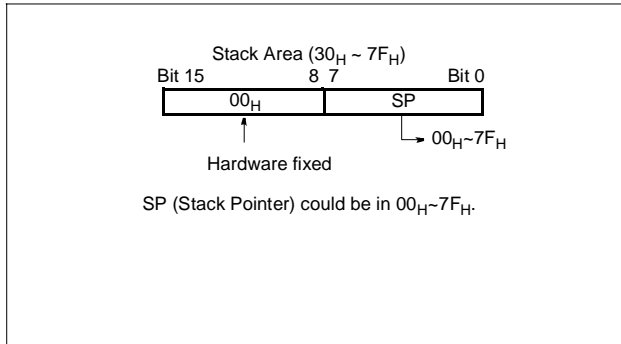 Stack Area (30H ~ 7FH)
Bit 15 8 7 Bit 0
00H SP
00H~7FH
Hardware fixed
SP (Stack Pointer) could be in 00H~7FH.